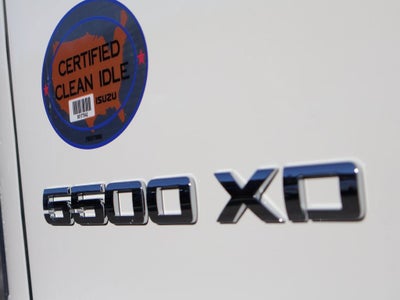 CERTIFIED
CLEAN IDLE
ISUZU
5500 XD